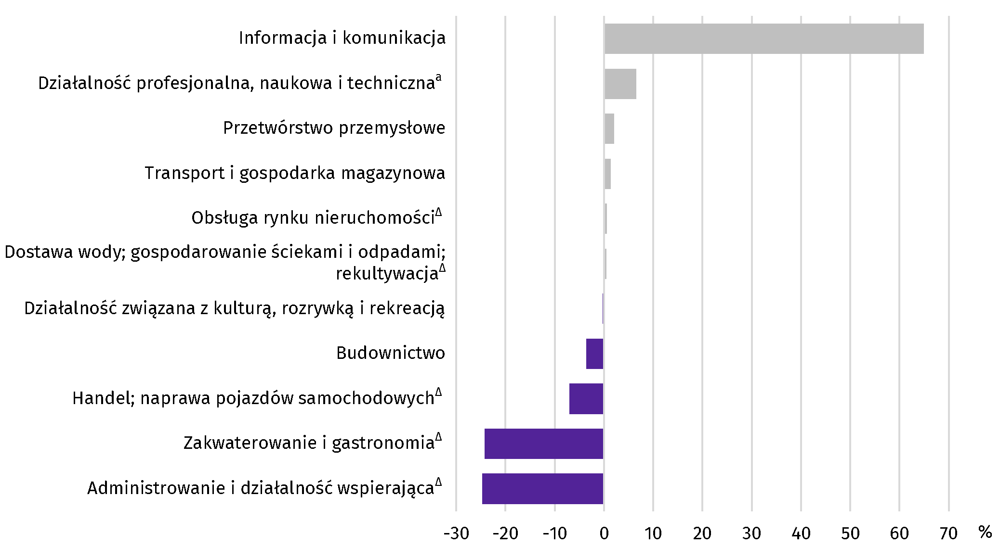 Informacja i komunikacja
Działalność profesjonalna, naukowa i technicznaᵃ
Przetwórstwo przemysłowe
Transport i gospodarka magazynowa
Obsługa rynku nieruchomości^Δ
Dostawa wody; gospodarowanie ściekami i odpadami;
rekultywacja^Δ
Działalność związana z kulturą, rozrywką i rekreacją
Budownictwo
Handel; naprawa pojazdów samochodowych^Δ
Zakwaterowanie i gastronomia^Δ
Administrowanie i działalność wspierająca^Δ
-30 -20 -10 0 10 20 30 40 50 60 70 %